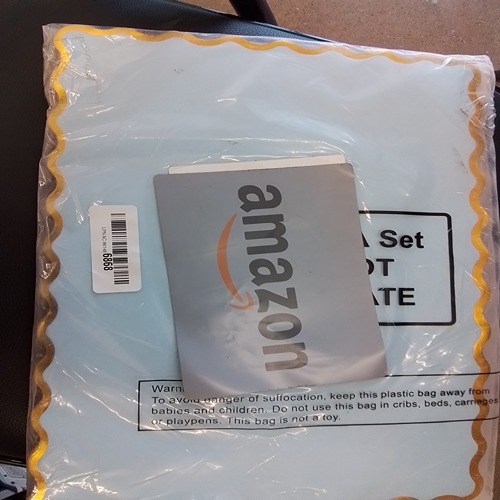 amazon
6868
A Set
OT
ATE
Warn
To avoid danger of suffocation, keep this plastic bag away from
babies and children. Do not use this bag in cribs, beds, carriages
or playpens. This bag is not a toy.